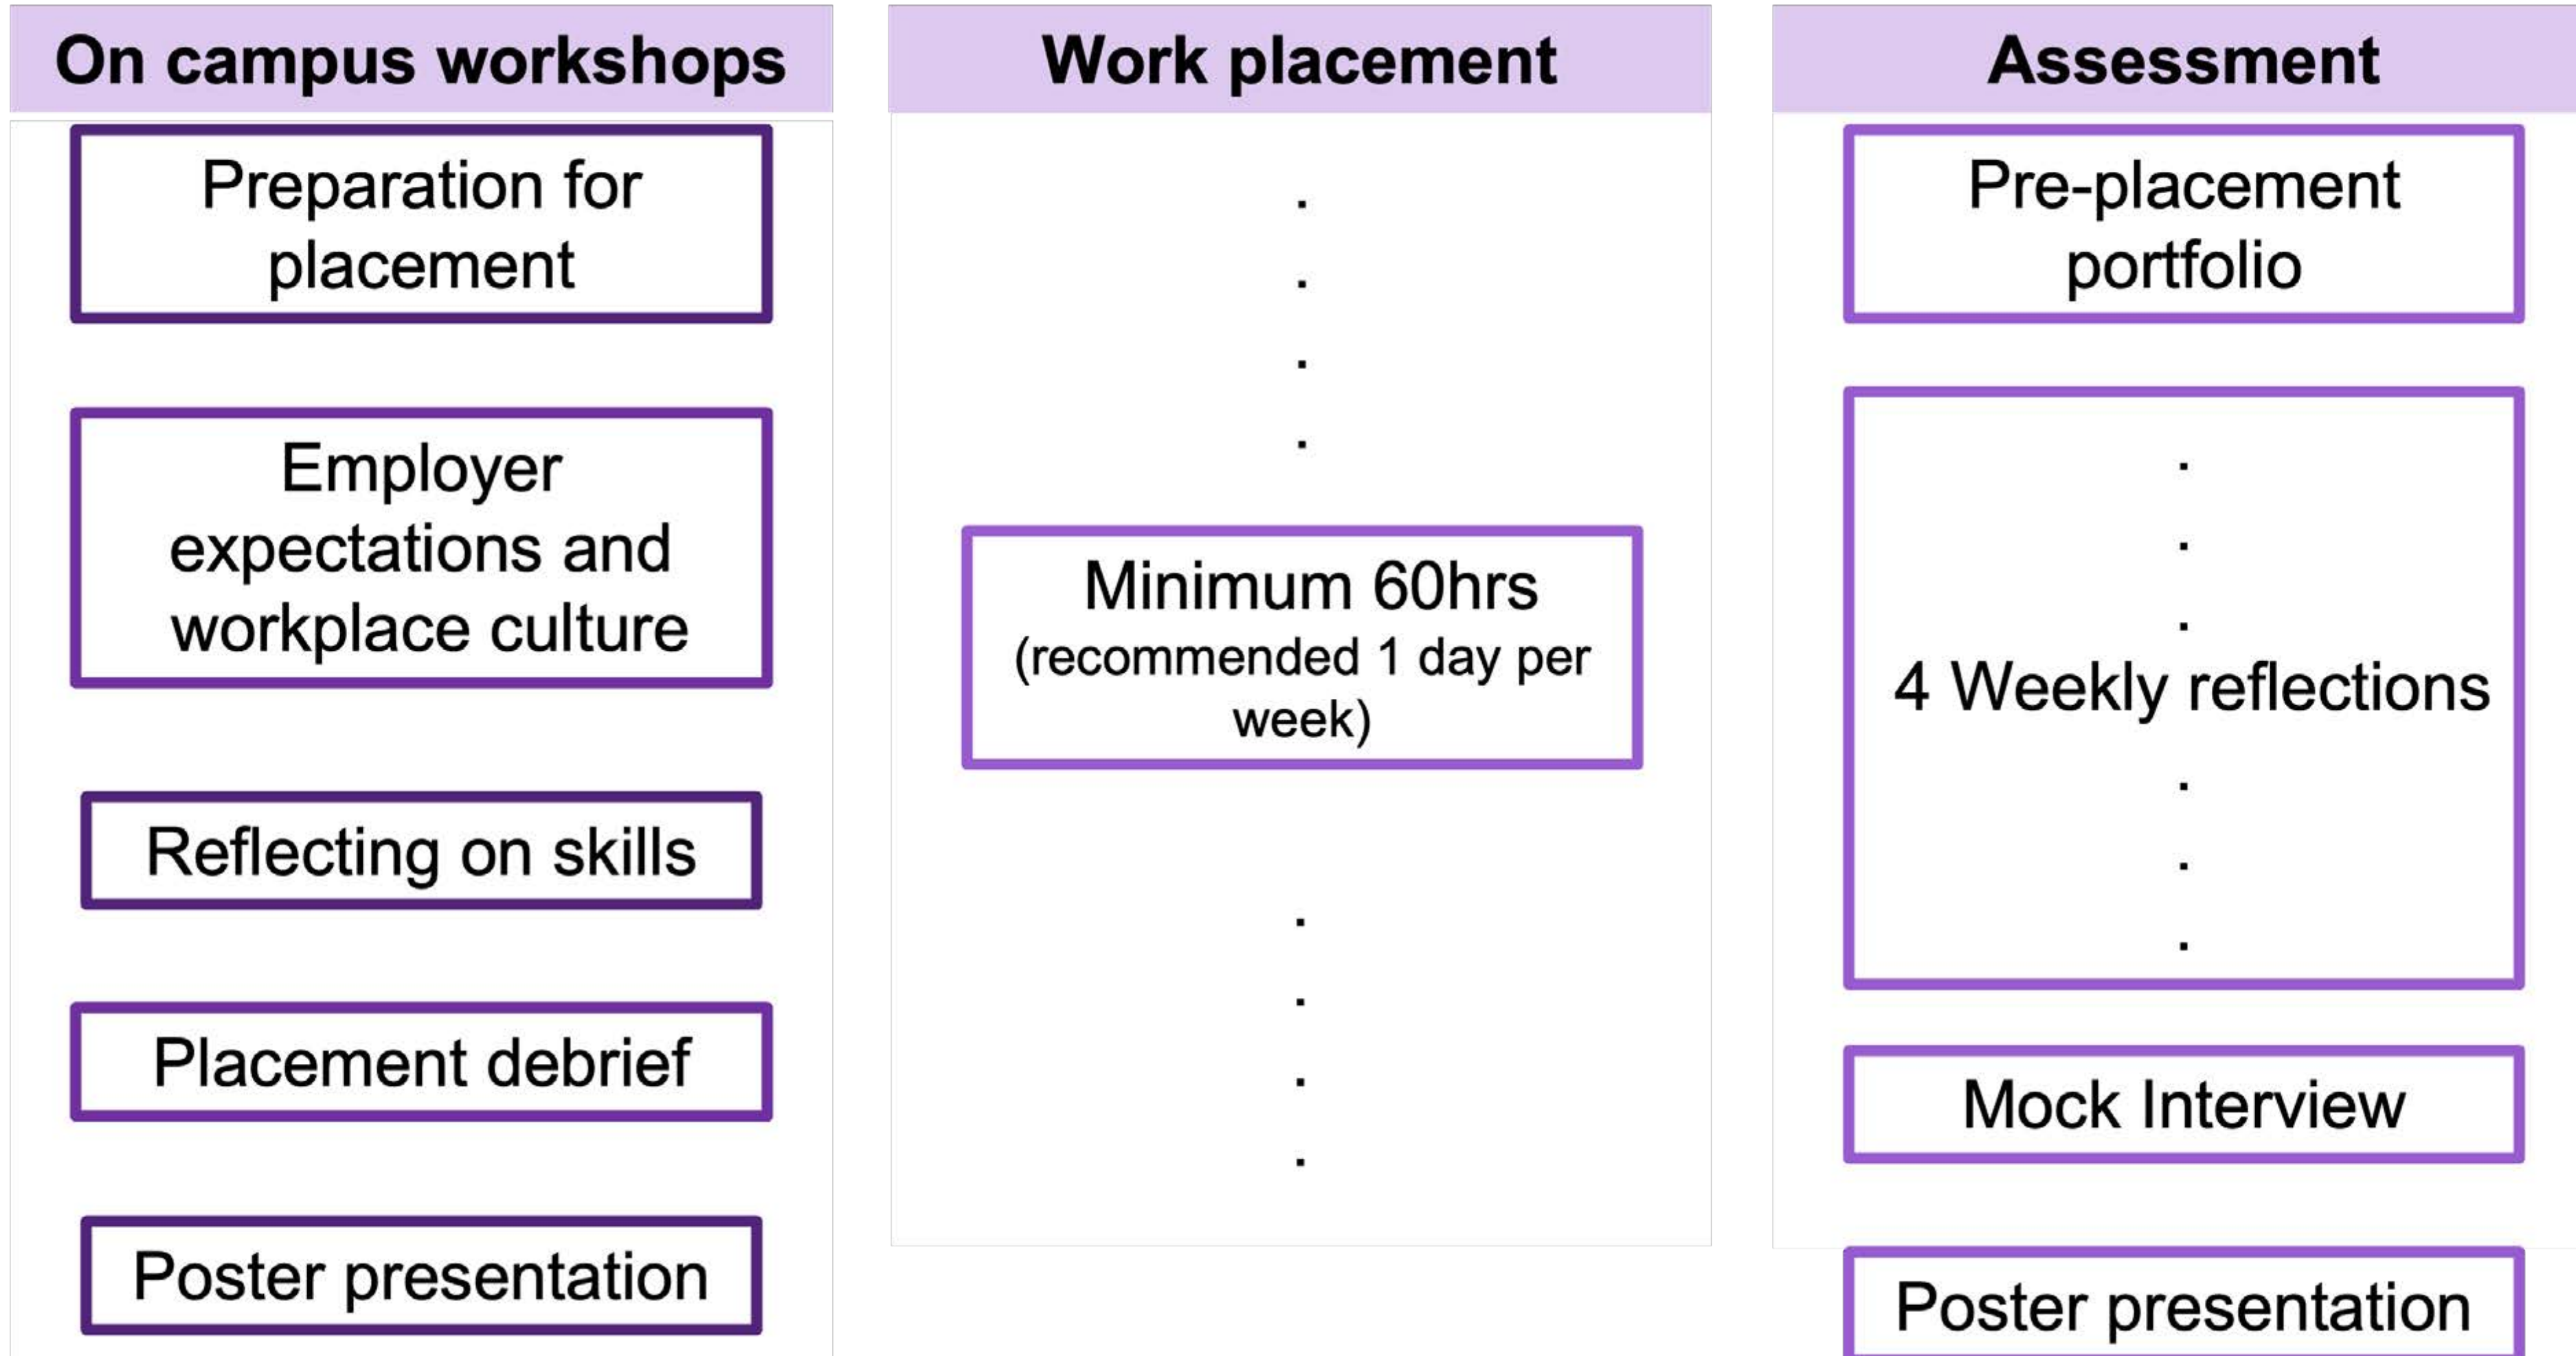 On campus workshops
Preparation for
placement
Employer
expectations and
workplace culture
Reflecting on skills
Placement debrief
Poster presentation
Work placement
.
.
.
.
Minimum 60hrs
(recommended 1 day per
week)
.
.
.
.
Assessment
Pre-placement
portfolio
.
.
.
4 Weekly reflections
.
.
.
Mock Interview
Poster presentation